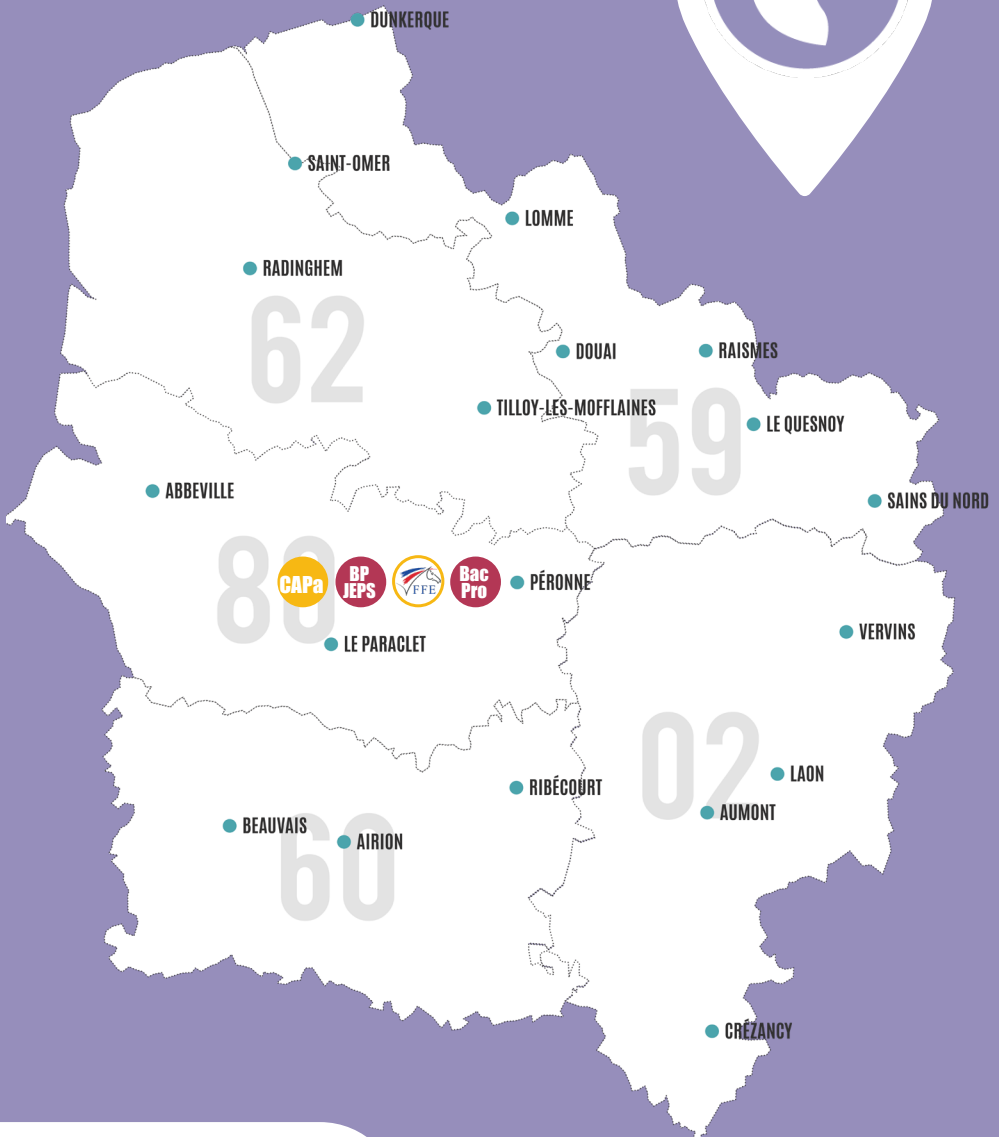 DUNKERQUE
SAINT-OMER
LOMME
RADINGHEM
62
DOUAI
RAISMES
TILLOY-LES-MOFFLAINES
59
LE QUESNOY
ABBEVILLE
SAINS DU NORD
80
CAPa
BP
JEPS
FFE
Bac
Pro
PÉRONNE
VERVINS
LE PARACLET
02
LAON
RIBÉCOURT
AUMONT
BEAUVAIS
60
AIRION
CRÉZANCY